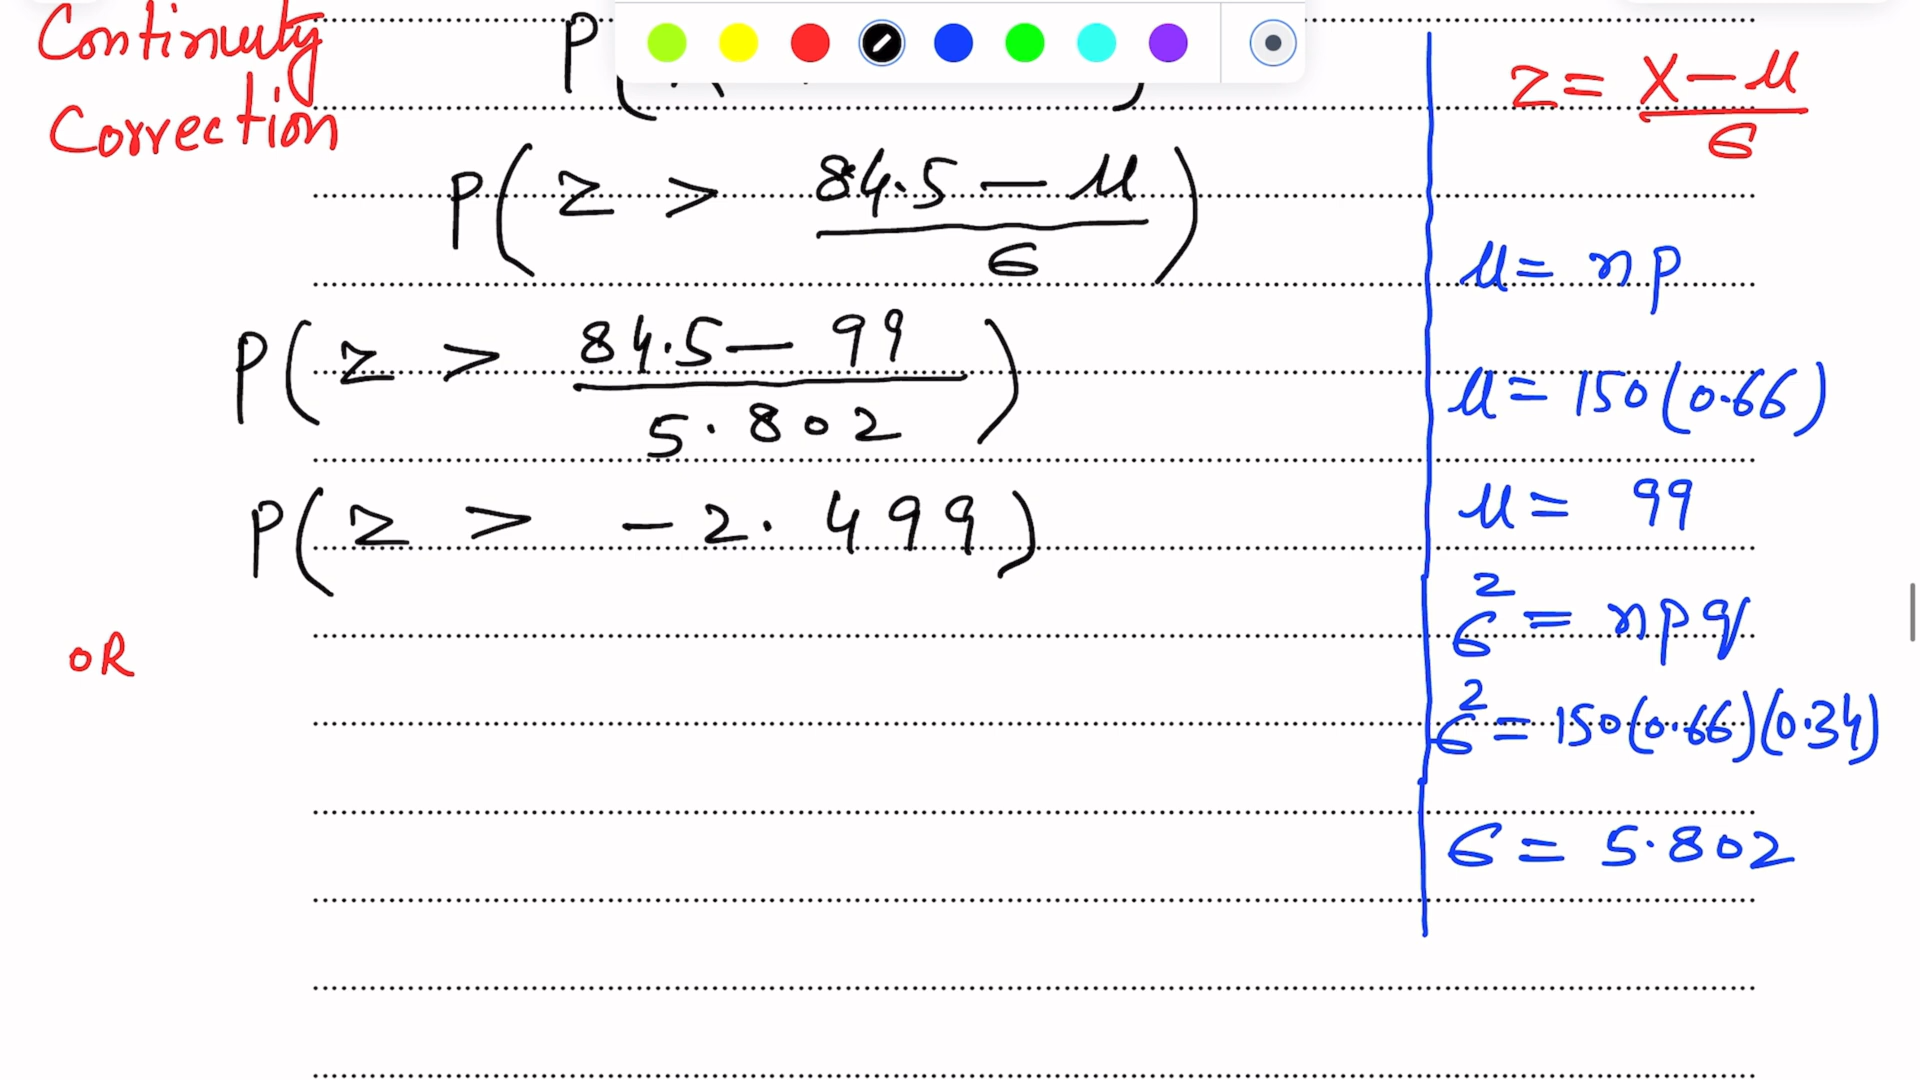 Continuity
Correction
P(
P( z > 84.5 – μ / σ )
P( z > 84.5 – 99 / 5.802 )
P( z > – 2.499 )
OR
z = X – μ / σ
μ = np
μ = 150(0.66)
μ = 99
σ² = npq
σ² = 150(0.66)(0.34)
σ = 5.802